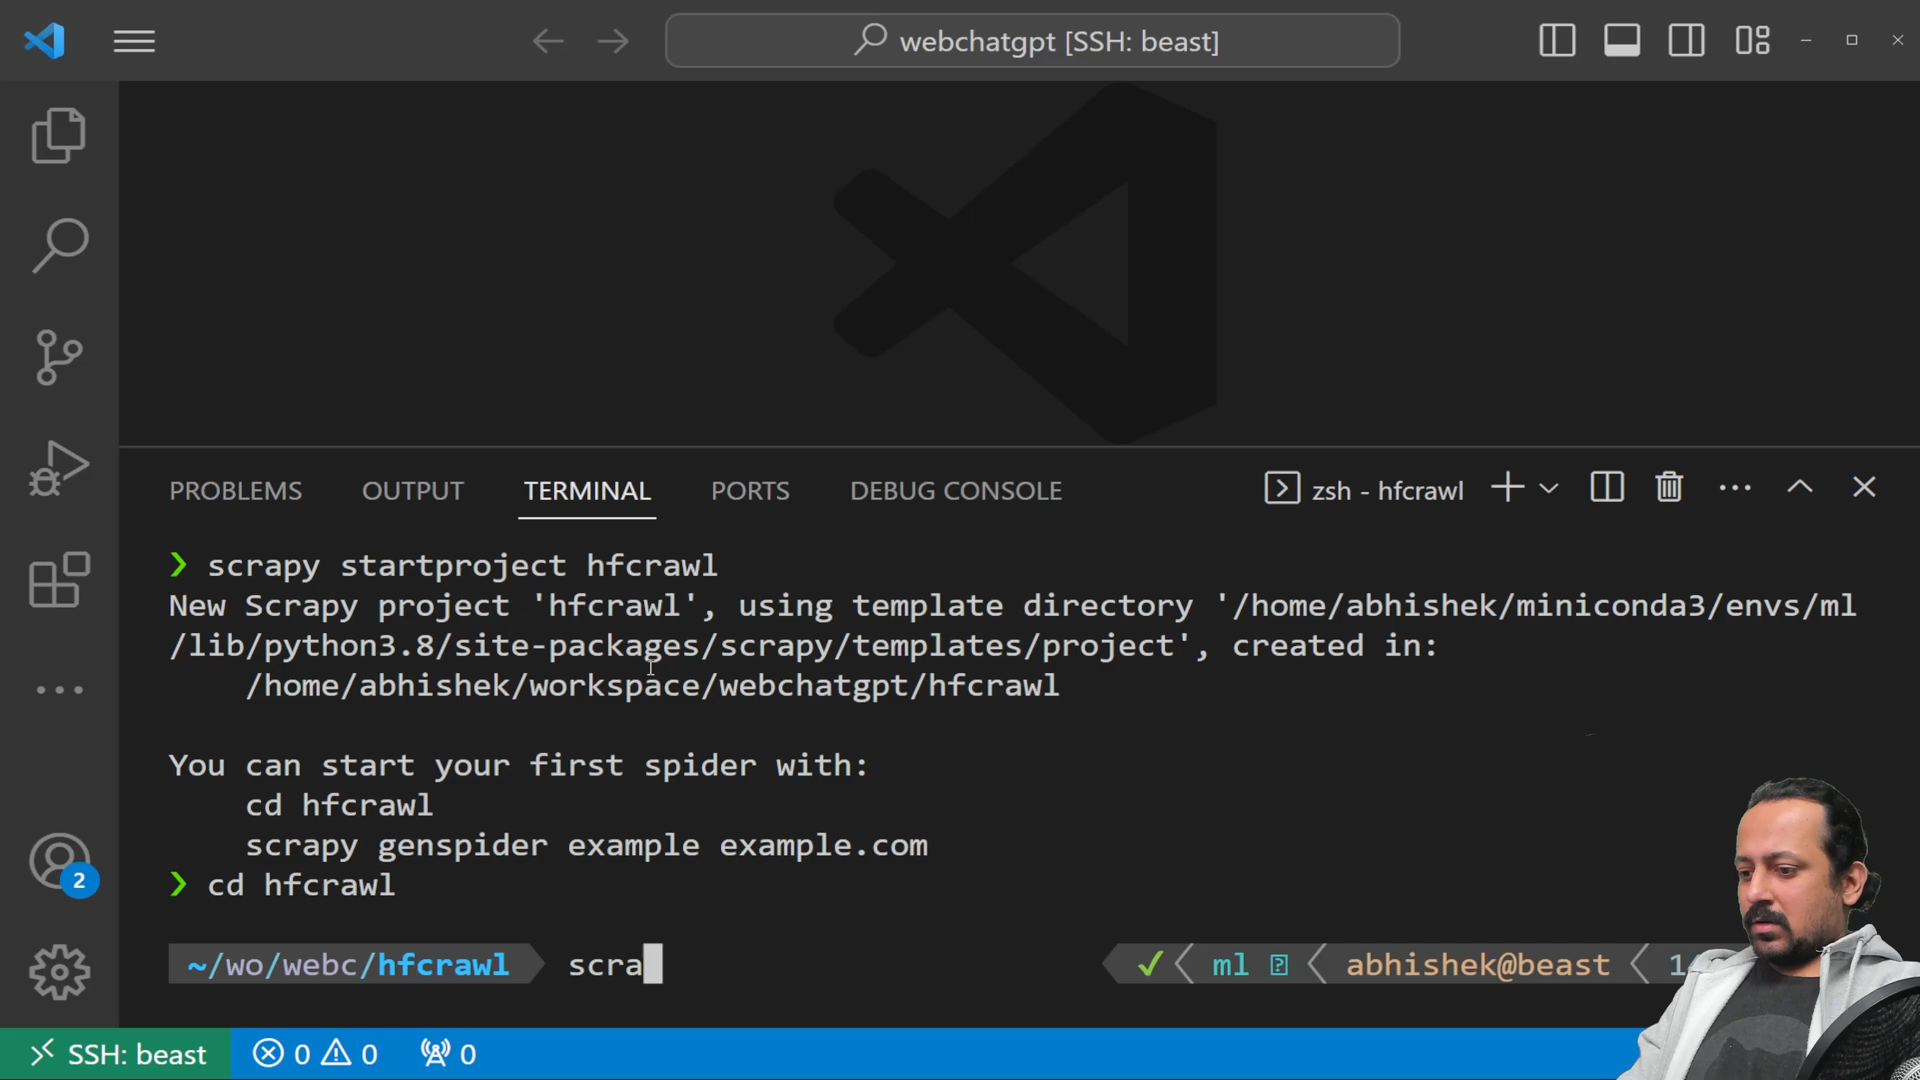 webchatgpt [SSH: beast]
PROBLEMS OUTPUT TERMINAL PORTS DEBUG CONSOLE zsh - hfcrawl
❯ scrapy startproject hfcrawl
New Scrapy project 'hfcrawl', using template directory '/home/abhishek/miniconda3/envs/ml
/lib/python3.8/site-packages/scrapy/templates/project', created in:
/home/abhishek/workspace/webchatgpt/hfcrawl
You can start your first spider with:
cd hfcrawl
scrapy genspider example example.com
❯ cd hfcrawl
~/wo/webc/hfcrawl scra ✓ ml abhishek@beast
2
SSH: beast 0 0 0